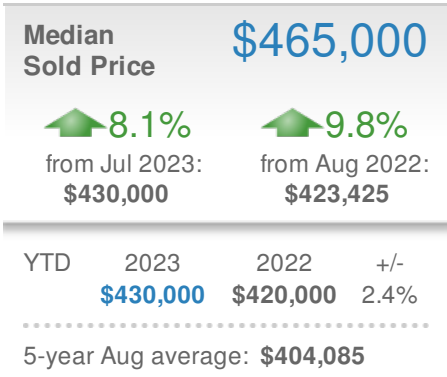 Median
Sold Price
$465,000
8.1%
from Jul 2023:
$430,000
9.8%
from Aug 2022:
$423,425
YTD 2023 2022 +/-
$430,000 $420,000 2.4%
5-year Aug average: $404,085